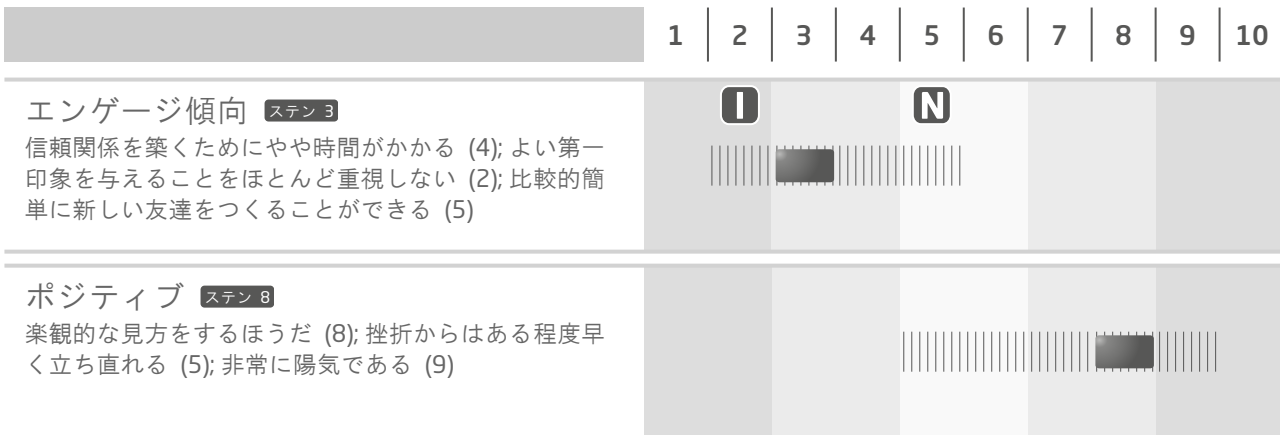 1 2 3 4 5 6 7 8 9 10
エンゲージ傾向 ステン 3
I N
信頼関係を築くためにやや時間がかかる (4); よい第一
印象を与えることをほとんど重視しない (2); 比較的簡
単に新しい友達をつくることができる (5)
ポジティブ ステン 8
楽観的な見方をするほうだ (8); 挫折からはある程度早
く立ち直れる (5); 非常に陽気である (9)